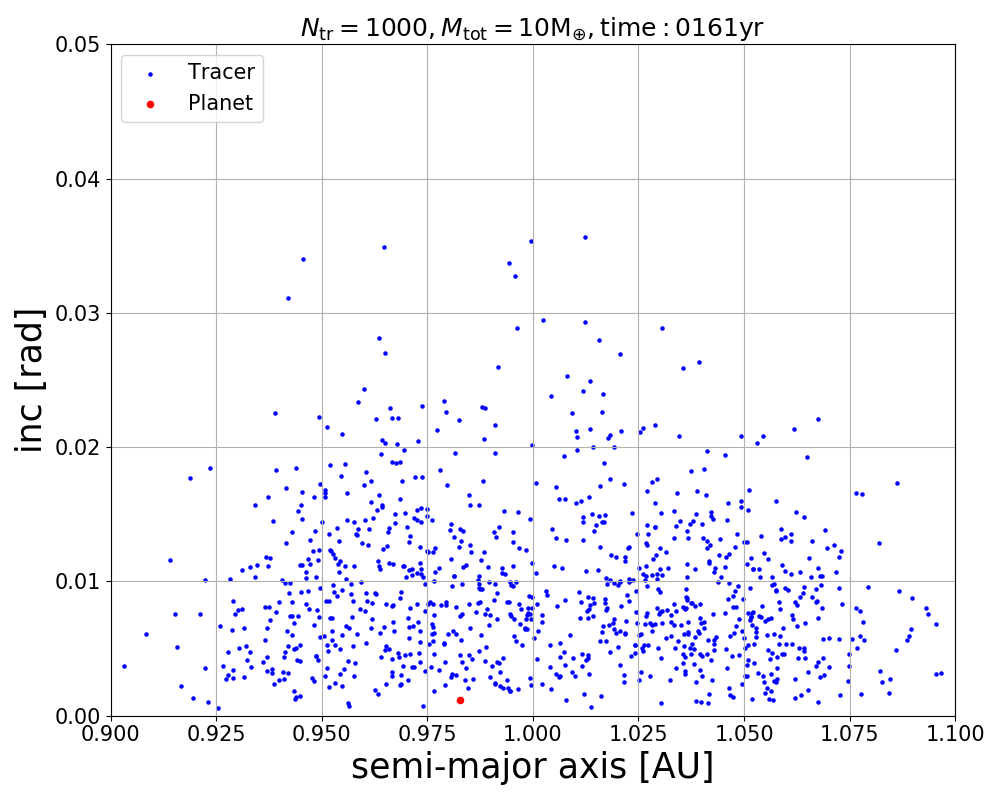 N_tr = 1000, M_tot = 10M_⊕, time : 0161yr
0.05
Tracer
Planet
0.04
0.03
inc [rad]
0.02
0.01
0.00
0.900 0.925 0.950 0.975 1.000 1.025 1.050 1.075 1.100
semi-major axis [AU]